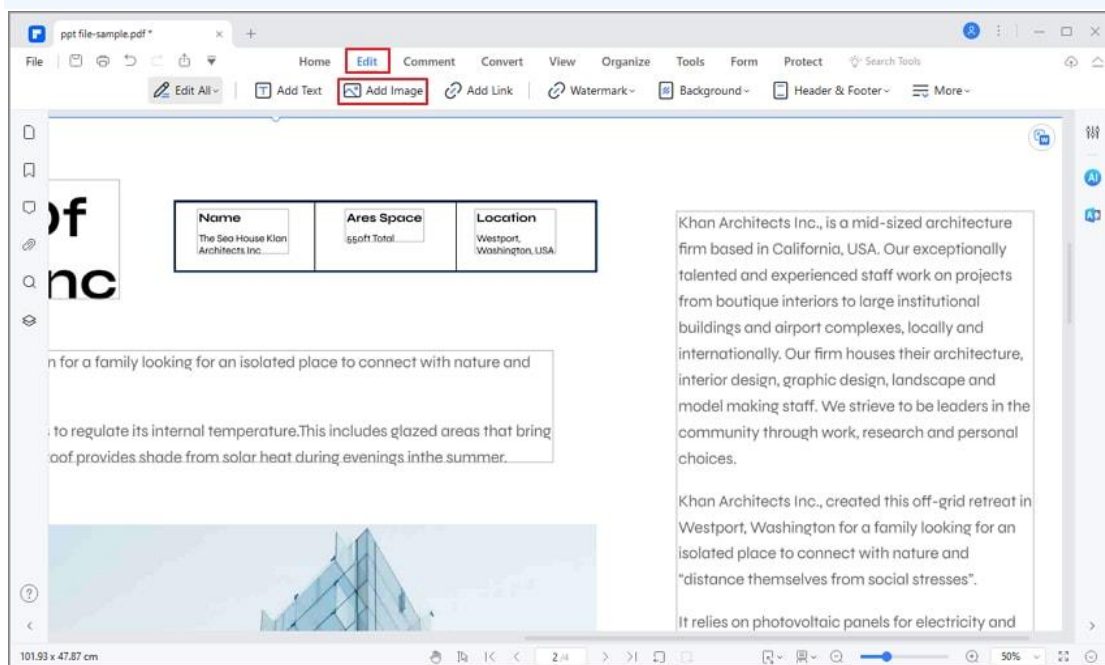 ppt file-sample.pdf *
File
Home Edit Comment Convert View Organize Tools Form Protect Search Tools
Edit All Add Text Add Image Add Link Watermark Background Header & Footer More
Of
Inc
Name
The Sea House Klan
Architects Inc
Ares Space
550ft Total
Location
Westport,
Washington, USA
n for a family looking for an isolated place to connect with nature and
to regulate its internal temperature.This includes glazed areas that bring
oof provides shade from solar heat during evenings inthe summer.
Khan Architects Inc., is a mid-sized architecture
firm based in California, USA. Our exceptionally
talented and experienced staff work on projects
from boutique interiors to large institutional
buildings and airport complexes, locally and
internationally. Our firm houses their architecture,
interior design, graphic design, landscape and
model making staff. We strieve to be leaders in the
community through work, research and personal
choices.
Khan Architects Inc., created this off-grid retreat in
Westport, Washington for a family looking for an
isolated place to connect with nature and
“distance themselves from social stresses”.
It relies on photovoltaic panels for electricity and
AI
101.93 x 47.87 cm
2/4
50%